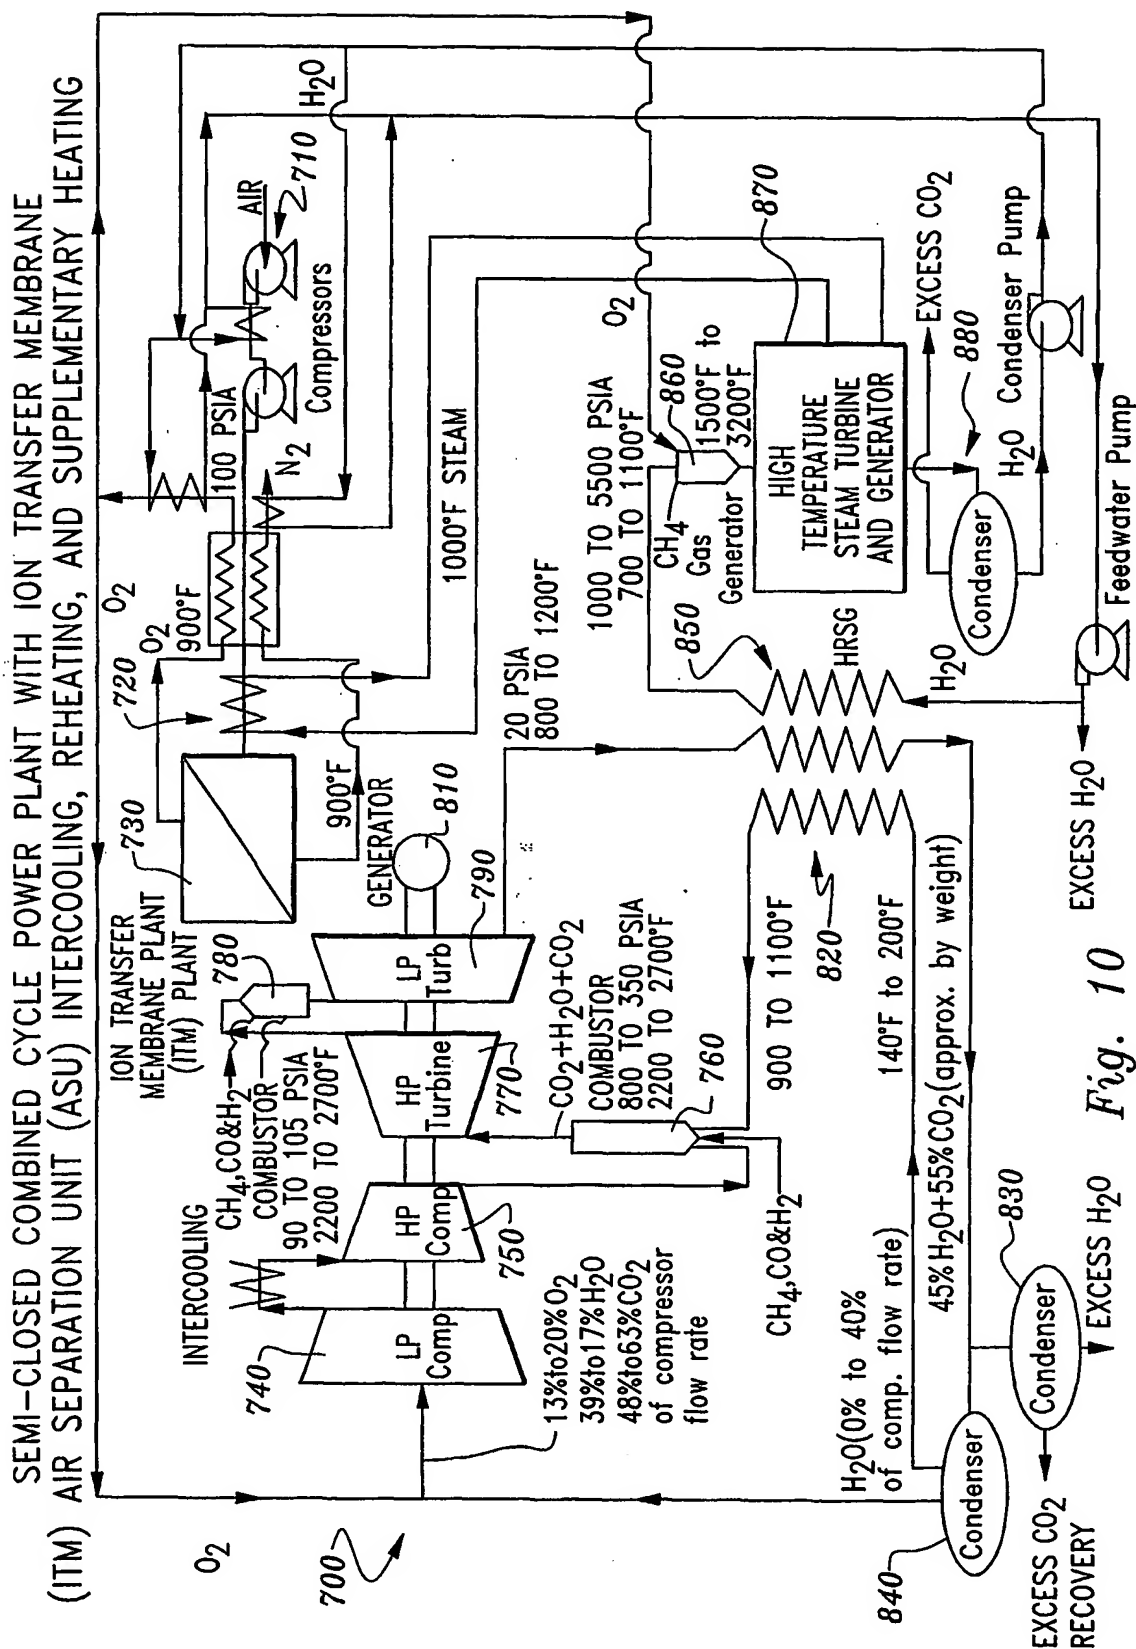 SEMI-CLOSED COMBINED CYCLE POWER PLANT WITH ION TRANSFER MEMBRANE
(ITM) AIR SEPARATION UNIT (ASU) INTERCOOLING, REHEATING, AND SUPPLEMENTARY HEATING
O2
700
740
INTERCOOLING
LP
Comp
13%to20%O2
39%to17%H2O
48%to63%CO2
of compressor
flow rate
HP
Comp
750
CH4,CO&H2
COMBUSTOR
90 TO 105 PSIA
2200 TO 2700°F
780
HP
Turbine
770
LP
Turb
790
GENERATOR
810
ION TRANSFER
MEMBRANE PLANT
(ITM) PLANT
730
720
O2
O2
900°F
900°F
100 PSIA
N2
Compressors
AIR
710
H2O
1000°F STEAM
20 PSIA
800 TO 1200°F
CO2+H2O+CO2
COMBUSTOR
800 TO 350 PSIA
2200 TO 2700°F
760
CH4,CO&H2
900 TO 1100°F
820
140°F to 200°F
H2O(0% to 40%
of comp. flow rate)
45%H2O+55%CO2(approx. by weight)
840
Condenser
830
Condenser
EXCESS CO2
RECOVERY
EXCESS H2O
850
HRSG
H2O
1000 TO 5500 PSIA
700 TO 1100°F
O2
CH4
Gas
Generator
860
1500°F to
3200°F
870
HIGH
TEMPERATURE
STEAM TURBINE
AND GENERATOR
EXCESS CO2
880
Condenser
H2O Condenser Pump
Feedwater Pump
EXCESS H2O
Fig. 10